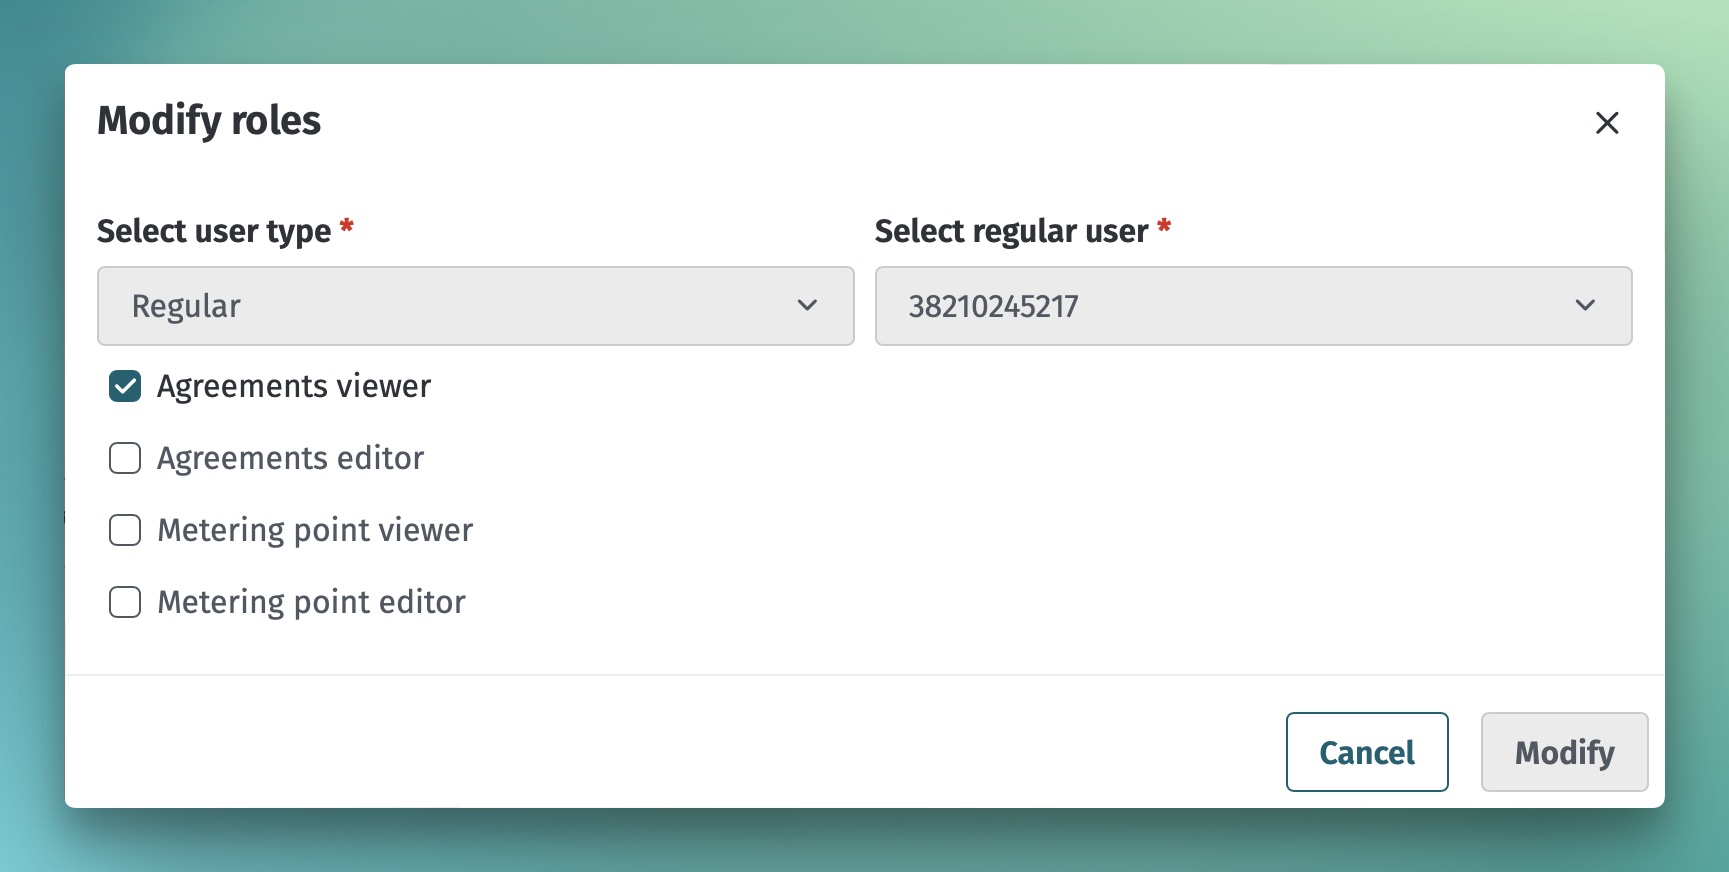 Modify roles
Select user type *
Select regular user *
Regular
38210245217
Agreements viewer
Agreements editor
Metering point viewer
Metering point editor
Cancel
Modify